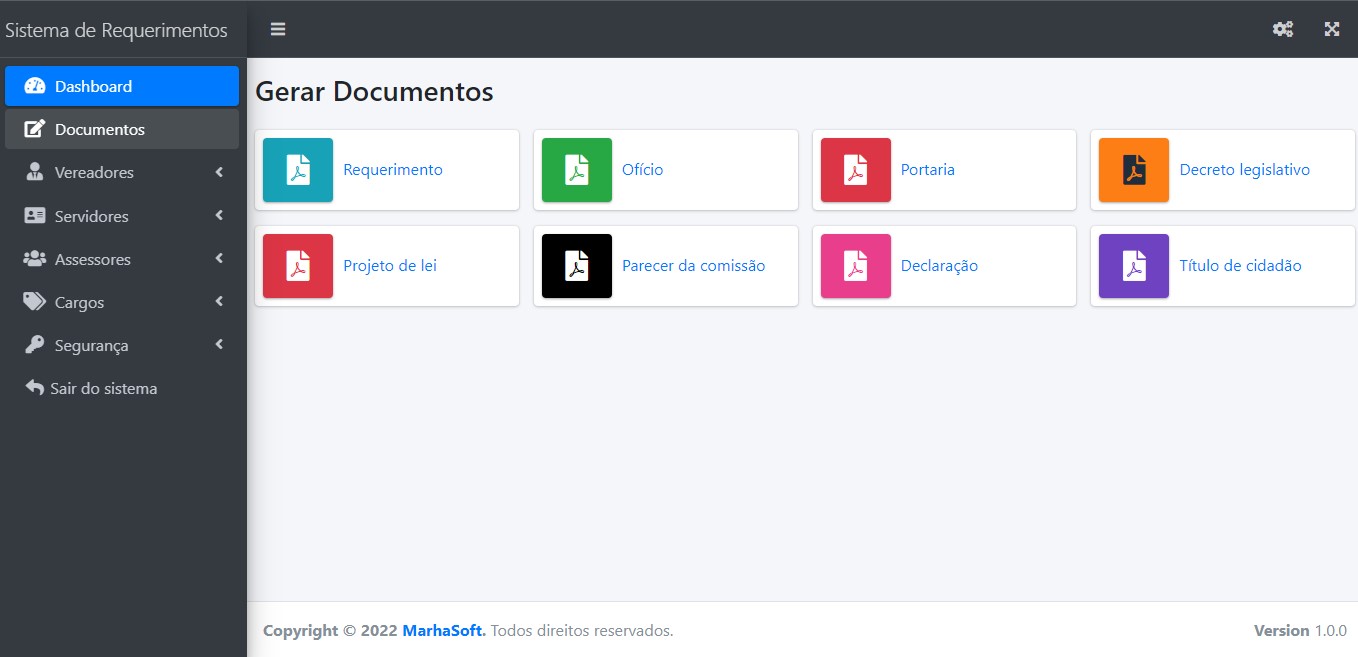 Sistema de Requerimentos
Dashboard
Documentos
Vereadores
Servidores
Assessores
Cargos
Segurança
Sair do sistema
Gerar Documentos
Requerimento
Ofício
Portaria
Decreto legislativo
Projeto de lei
Parecer da comissão
Declaração
Título de cidadão
Copyright © 2022 MarhaSoft. Todos direitos reservados.
Version 1.0.0